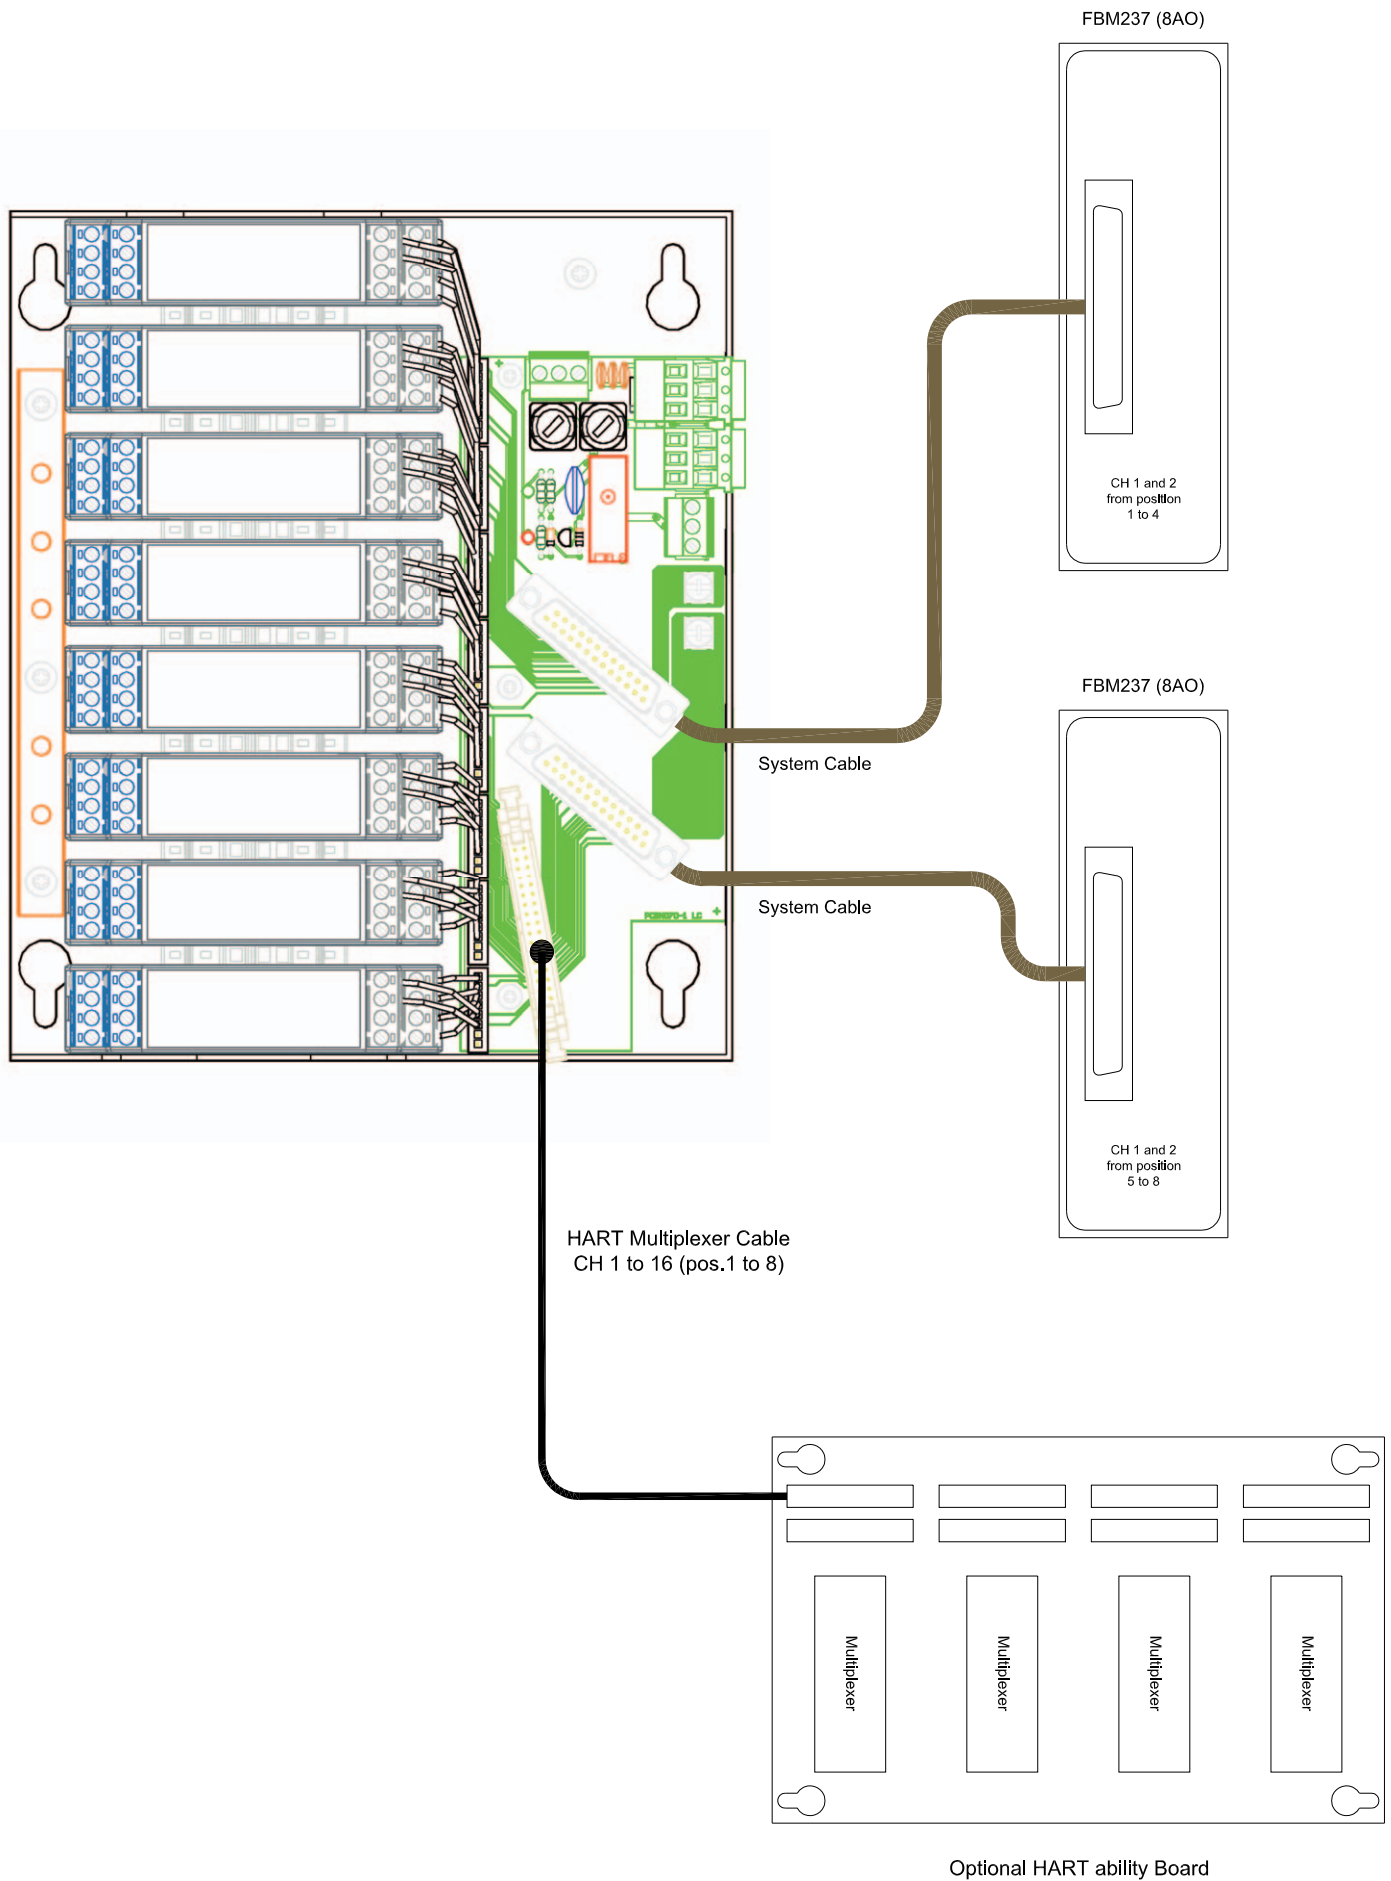 FBM237 (8AO)
CH 1 and 2
from position
1 to 4
FBM237 (8AO)
System Cable
System Cable
CH 1 and 2
from position
5 to 8
HART Multiplexer Cable
CH 1 to 16 (pos.1 to 8)
Multiplexer
Multiplexer
Multiplexer
Multiplexer
Optional HART ability Board